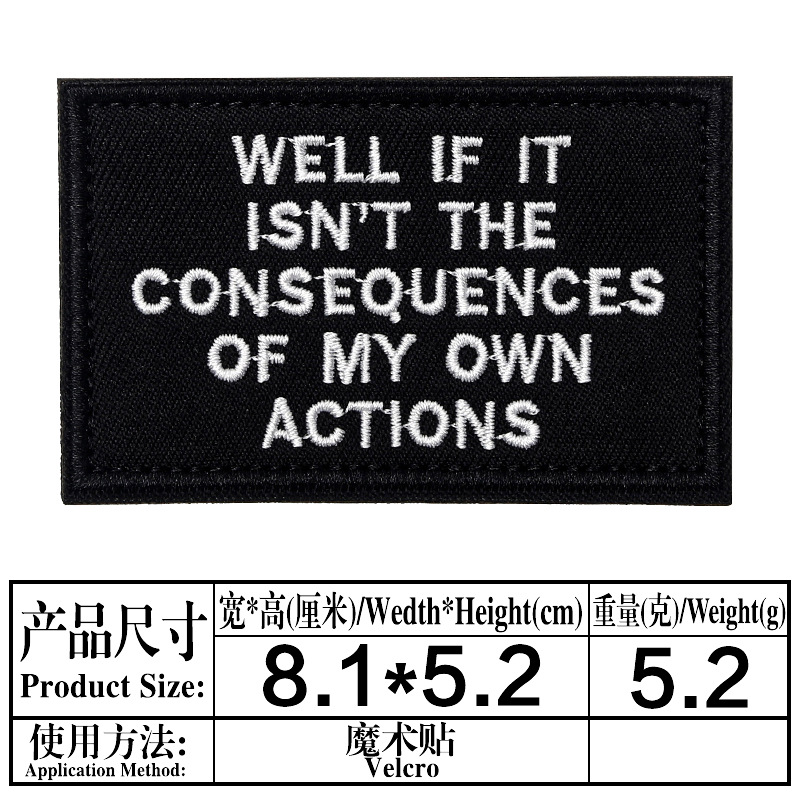 WELL IF IT
ISN'T THE
CONSEQUENCES
OF MY OWN
ACTIONS
产品尺寸
Product Size:
宽*高(厘米)/Wedth*Height(cm)
8.1*5.2
重量(克)/Weight(g)
5.2
使用方法:
Application Method:
魔术贴
Velcro